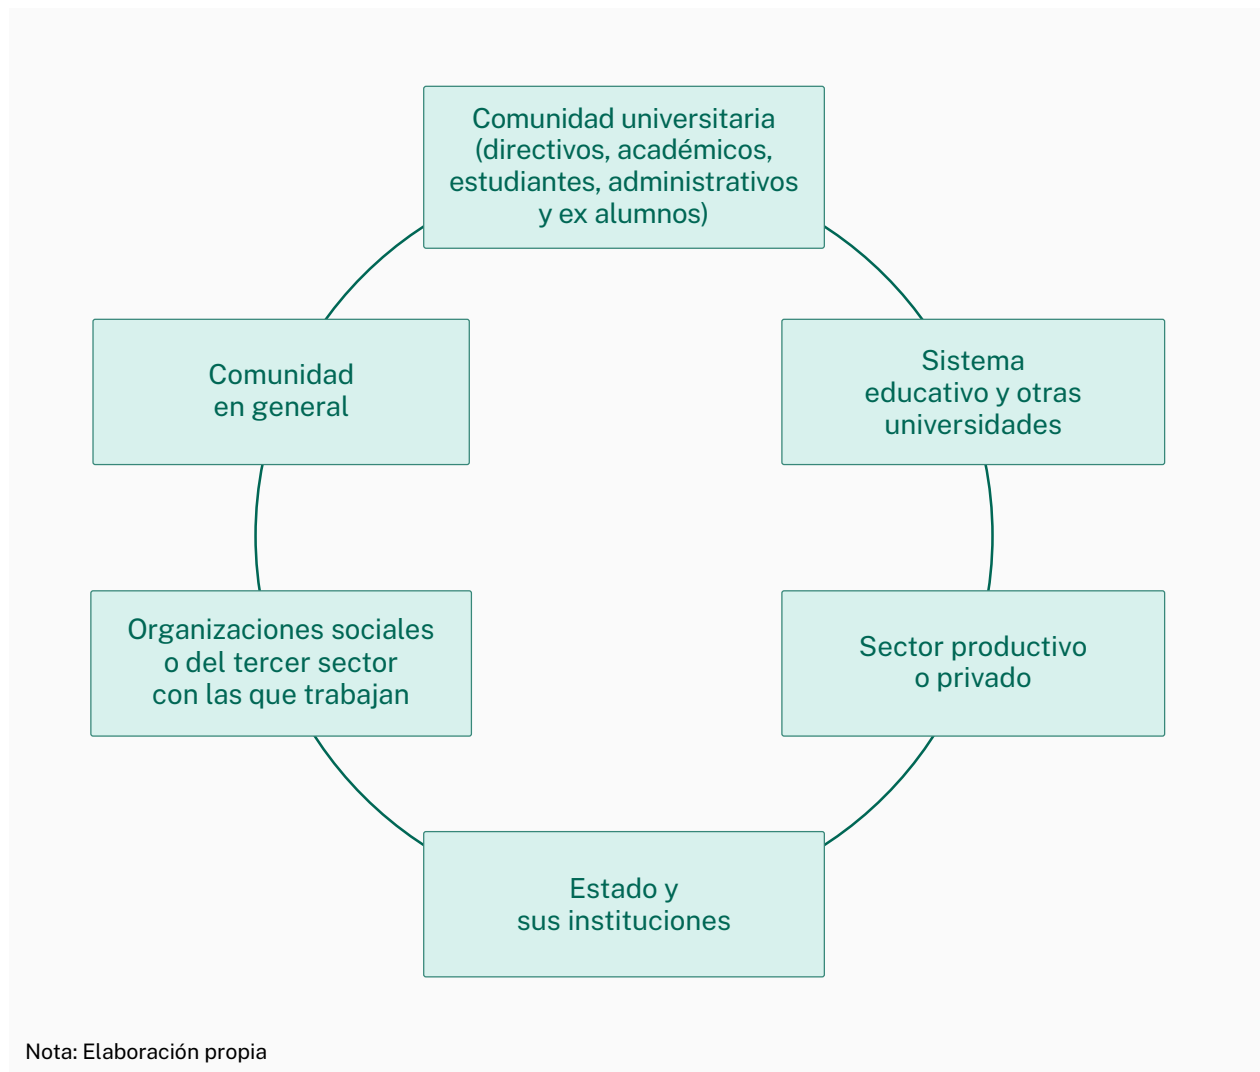 Comunidad universitaria
(directivos, académicos,
estudiantes, administrativos
y ex alumnos)
Comunidad
en general
Sistema
educativo y otras
universidades
Organizaciones sociales
o del tercer sector
con las que trabajan
Sector productivo
o privado
Estado y
sus instituciones
Nota: Elaboración propia